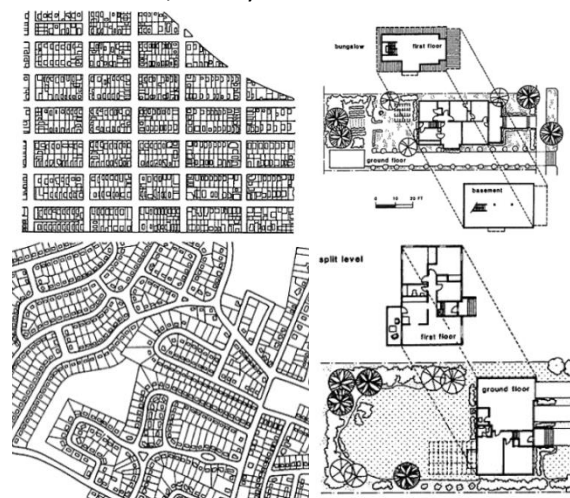 bungalow
first floor
ground floor
basement
0 10 20 FT
split level
first floor
ground floor